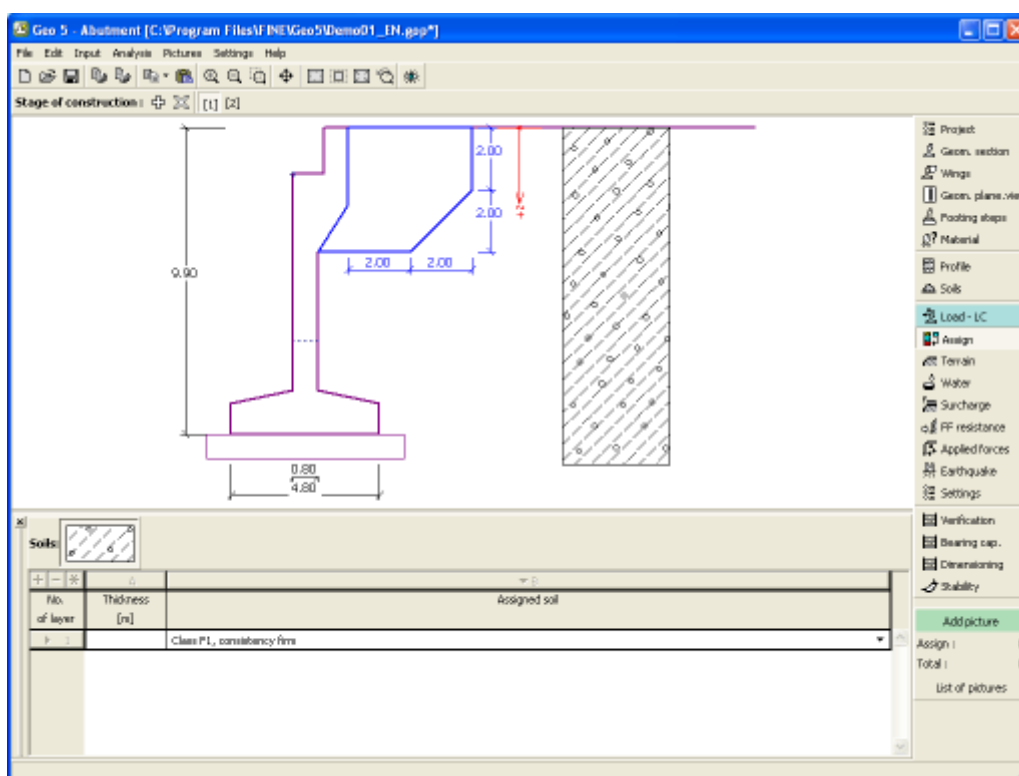 Geo 5 - Abutment [C:\Program Files\FINE\Geo5\Demo01_EN.gop*]
File Edit Input Analysis Pictures Settings Help
Stage of construction: [1] [2]
2.00
2.00
+z
2.00 2.00
9.90
0.80
4.80
Project
Geom. section
Wings
Geom. plane.vie
Footing steps
Material
Profile
Soils
Load - LC
Assign
Terrain
Water
Surcharge
FF resistance
Applied forces
Earthquake
Settings
Verification
Bearing cap.
Dimensioning
Stability
Add picture
Assign :
Total :
List of pictures
Soils:
No.
of layer
Thickness
[m]
Assigned soil
1
Class F1, consistency firm